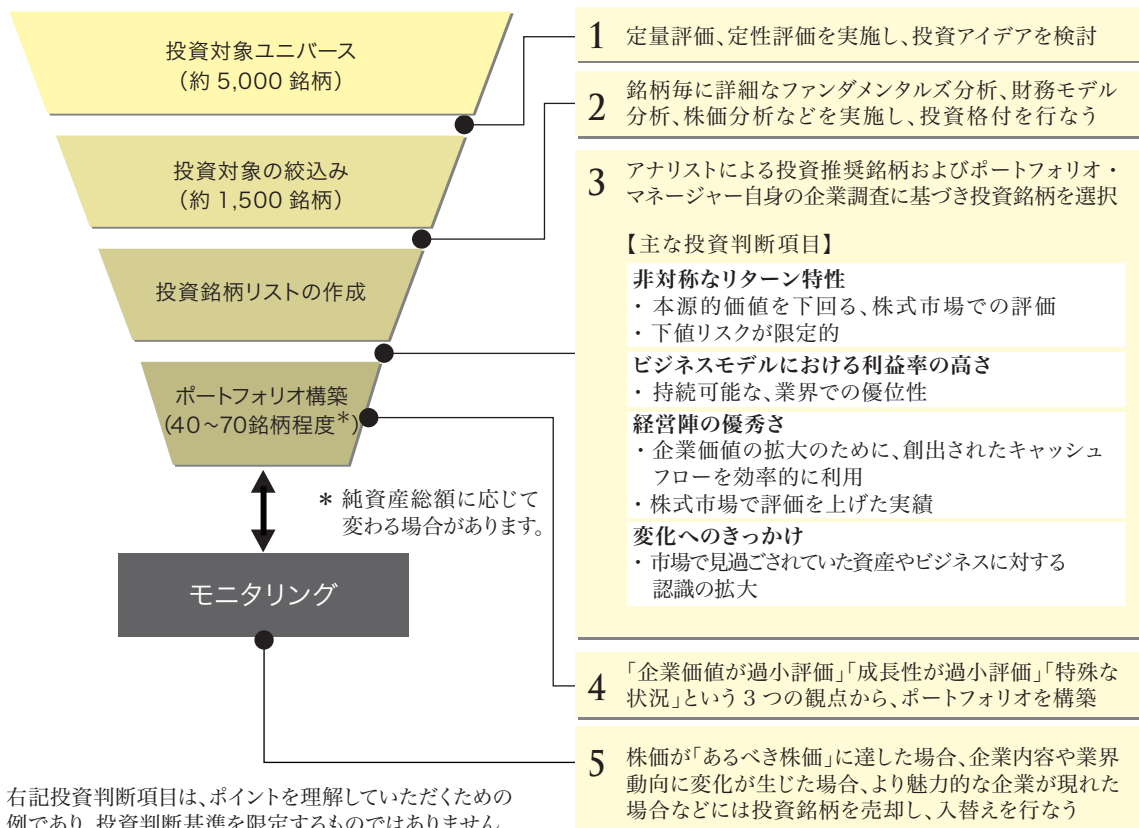 投資対象ユニバース
（約 5,000 銘柄）
投資対象の絞込み
（約 1,500 銘柄）
投資銘柄リストの作成
ポートフォリオ構築
(40～70銘柄程度＊)
＊ 純資産総額に応じて
変わる場合があります。
モニタリング
1 定量評価、定性評価を実施し、投資アイデアを検討
2 銘柄毎に詳細なファンダメンタルズ分析、財務モデル
分析、株価分析などを実施し、投資格付を行なう
3 アナリストによる投資推奨銘柄およびポートフォリオ・
マネージャー自身の企業調査に基づき投資銘柄を選択
【主な投資判断項目】
非対称なリターン特性
・ 本源的価値を下回る、株式市場での評価
・ 下値リスクが限定的
ビジネスモデルにおける利益率の高さ
・ 持続可能な、業界での優位性
経営陣の優秀さ
・ 企業価値の拡大のために、創出されたキャッシュ
フローを効率的に利用
・ 株式市場で評価を上げた実績
変化へのきっかけ
・ 市場で見過ごされていた資産やビジネスに対する
認識の拡大
4 「企業価値が過小評価」「成長性が過小評価」「特殊な
状況」という 3 つの観点から、ポートフォリオを構築
5 株価が「あるべき株価」に達した場合、企業内容や業界
動向に変化が生じた場合、より魅力的な企業が現れた
場合などには投資銘柄を売却し、入替えを行なう
右記投資判断項目は、ポイントを理解していただくための
例であり、投資判断基準を限定するものではありません。